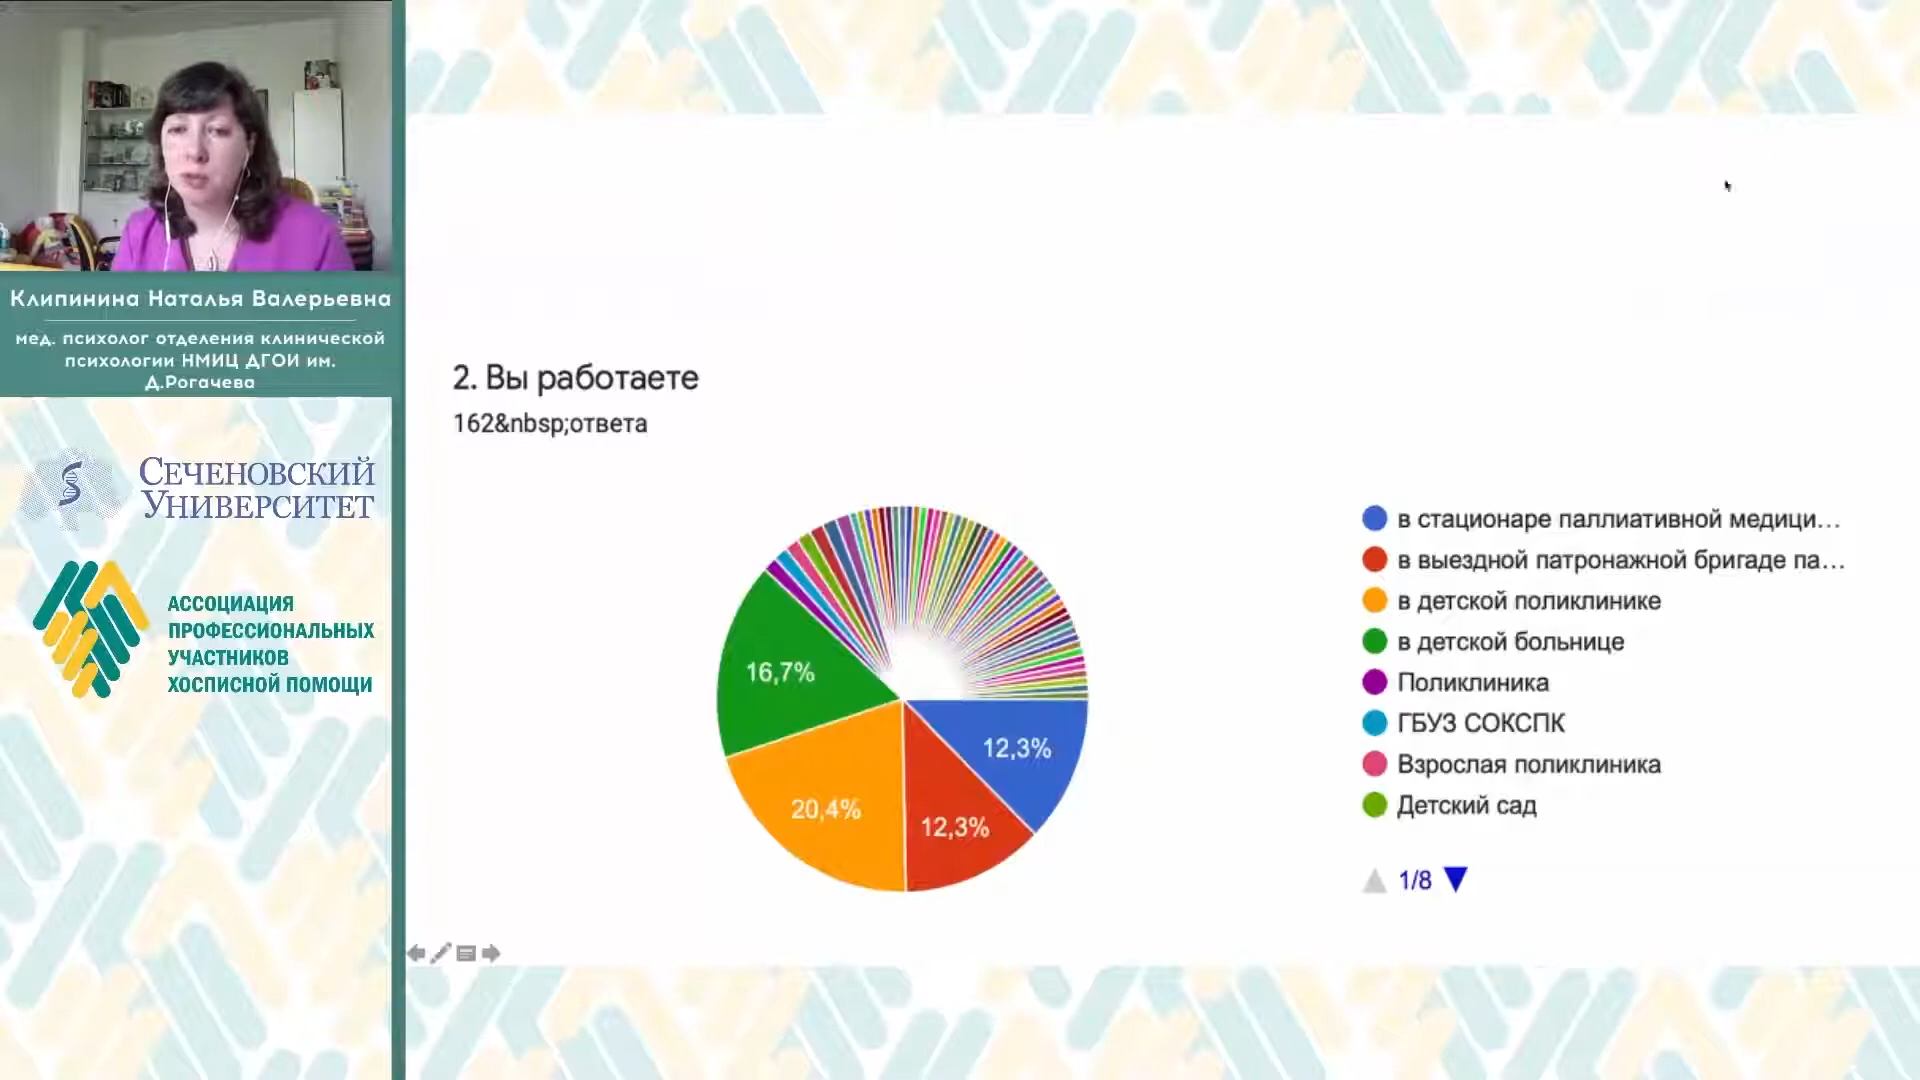 Клипинина Наталья Валерьевна
мед. психолог отделения клинической
психологии НМИЦ ДГОИ им.
Д.Рогачева
СЕЧЕНОВСКИЙ
УНИВЕРСИТЕТ
АССОЦИАЦИЯ
ПРОФЕССИОНАЛЬНЫХ
УЧАСТНИКОВ
ХОСПИСНОЙ ПОМОЩИ
2. Вы работаете
162&nbsp;ответа
16,7%
12,3%
20,4%
12,3%
в стационаре паллиативной медици...
в выездной патронажной бригаде па...
в детской поликлинике
в детской больнице
Поликлиника
ГБУЗ СОКСПК
Взрослая поликлиника
Детский сад
1/8